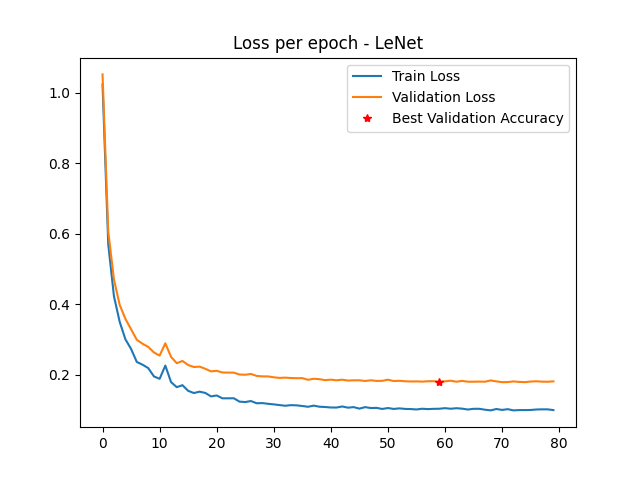 Loss per epoch - LeNet
Train Loss
Validation Loss
Best Validation Accuracy
1.0
0.8
0.6
0.4
0.2
0 10 20 30 40 50 60 70 80